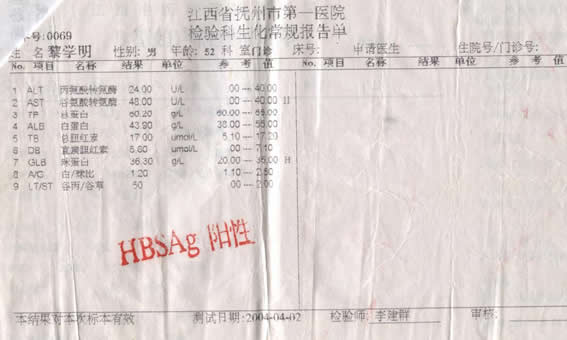 江西省抚州市第一医院
检验科生化常规报告单
号:0069
姓 名 黎学明 性别: 男 年龄: 52 科 室 门诊 床号: 申请医生 住院号/门诊号:
No. 项目 名称 结果 单位 参 考 值 No. 项目 名称 结果 单位 参 考 值
1 ALT 丙氨酸转氨酶 24.00 U/L .00---40.00
2 AST 谷氨酸转氨酶 48.00 U/L .00---40.00 H
3 TP 总蛋白 80.20 g/L 60.00---85.00
4 ALB 白蛋白 43.90 g/L 38.00---55.00
5 TB 总胆红素 17.00 umol/L 5.10---17.20
6 DB 直接胆红素 5.60 umol/L .00---7.10
7 GLB 球蛋白 36.30 g/L 20.00---35.00 H
8 A/G 白/球比 1.20 1.10---2.50
9 LT/ST 谷丙/谷草 50 .00---2.00
HBSAg 阳性
本结果对本次标本有效 测试日期:2004-04-02 检验师: 李建群 审核: